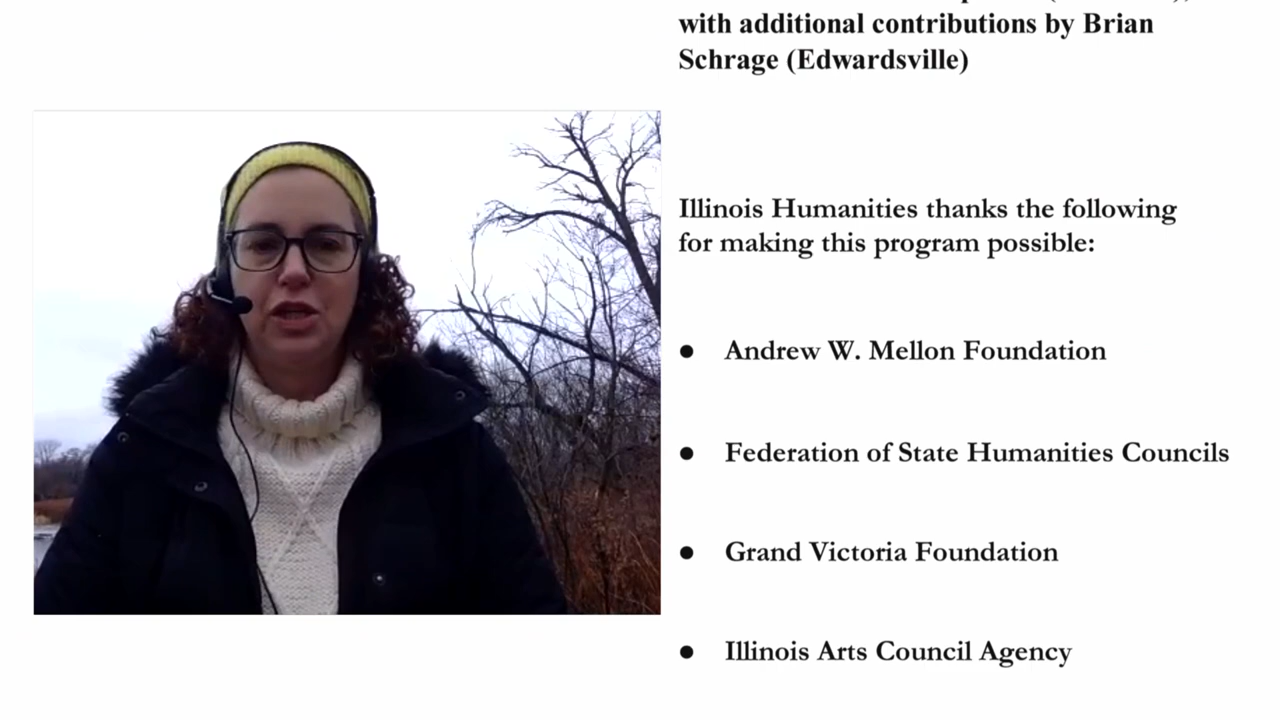 with additional contributions by Brian
Schrage (Edwardsville)
Illinois Humanities thanks the following
for making this program possible:
● Andrew W. Mellon Foundation
● Federation of State Humanities Councils
● Grand Victoria Foundation
● Illinois Arts Council Agency